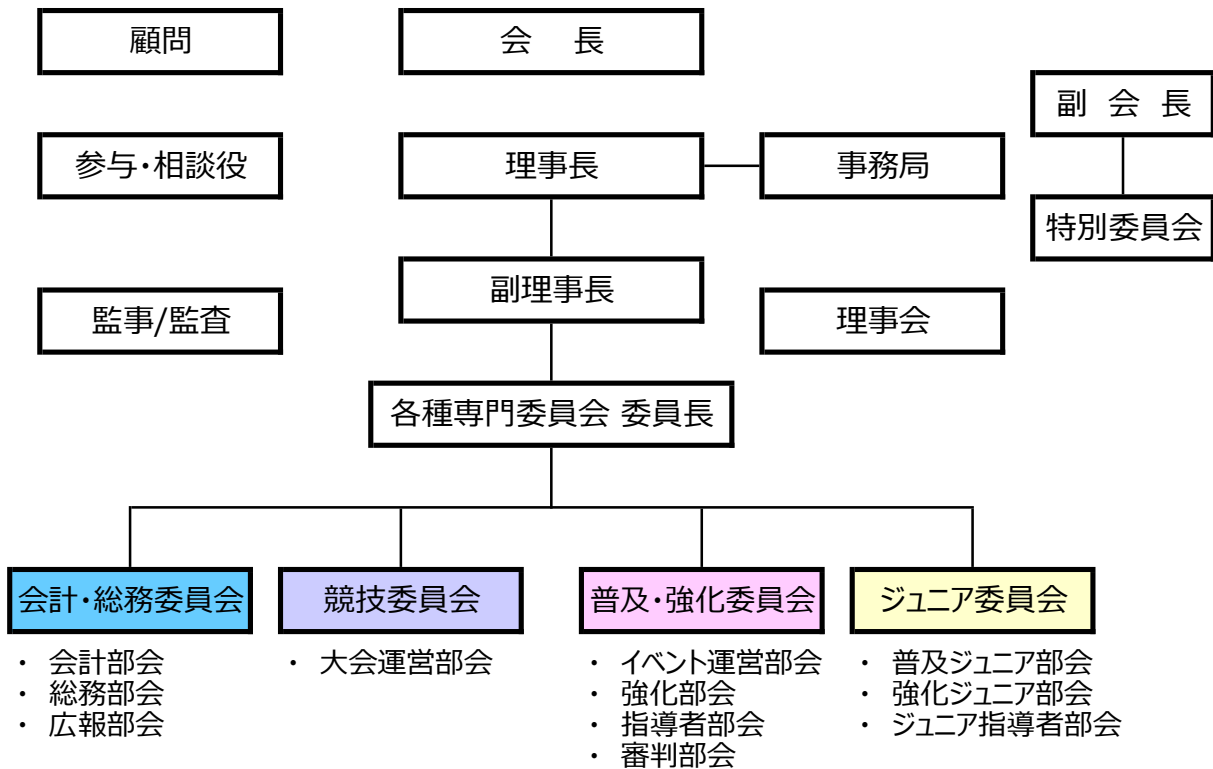 顧問
会 長
副 会 長
参与・相談役
理事長
事務局
特別委員会
副理事長
監事/監査
理事会
各種専門委員会 委員長
会計・総務委員会
競技委員会
普及・強化委員会
ジュニア委員会
・ 会計部会
・ 総務部会
・ 広報部会
・ 大会運営部会
・ イベント運営部会
・ 強化部会
・ 指導者部会
・ 審判部会
・ 普及ジュニア部会
・ 強化ジュニア部会
・ ジュニア指導者部会